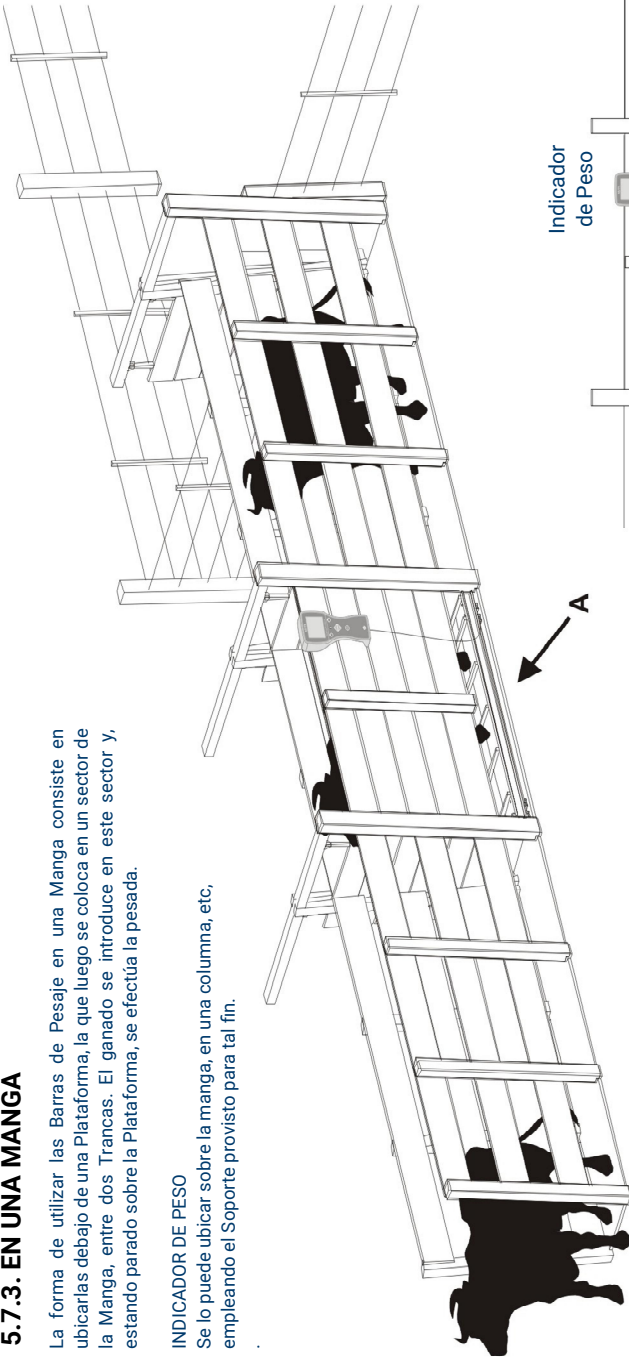 5.7.3. EN UNA MANGA
La forma de utilizar las Barras de Pesaje en una Manga consiste en
ubicarlas debajo de una Plataforma, la que luego se coloca en un sector de
la Manga, entre dos Trancas. El ganado se introduce en este sector y,
estando parado sobre la Plataforma, se efectúa la pesada.
INDICADOR DE PESO
Se lo puede ubicar sobre la manga, en una columna, etc,
empleando el Soporte provisto para tal fin.
.
A
Indicador
de Peso